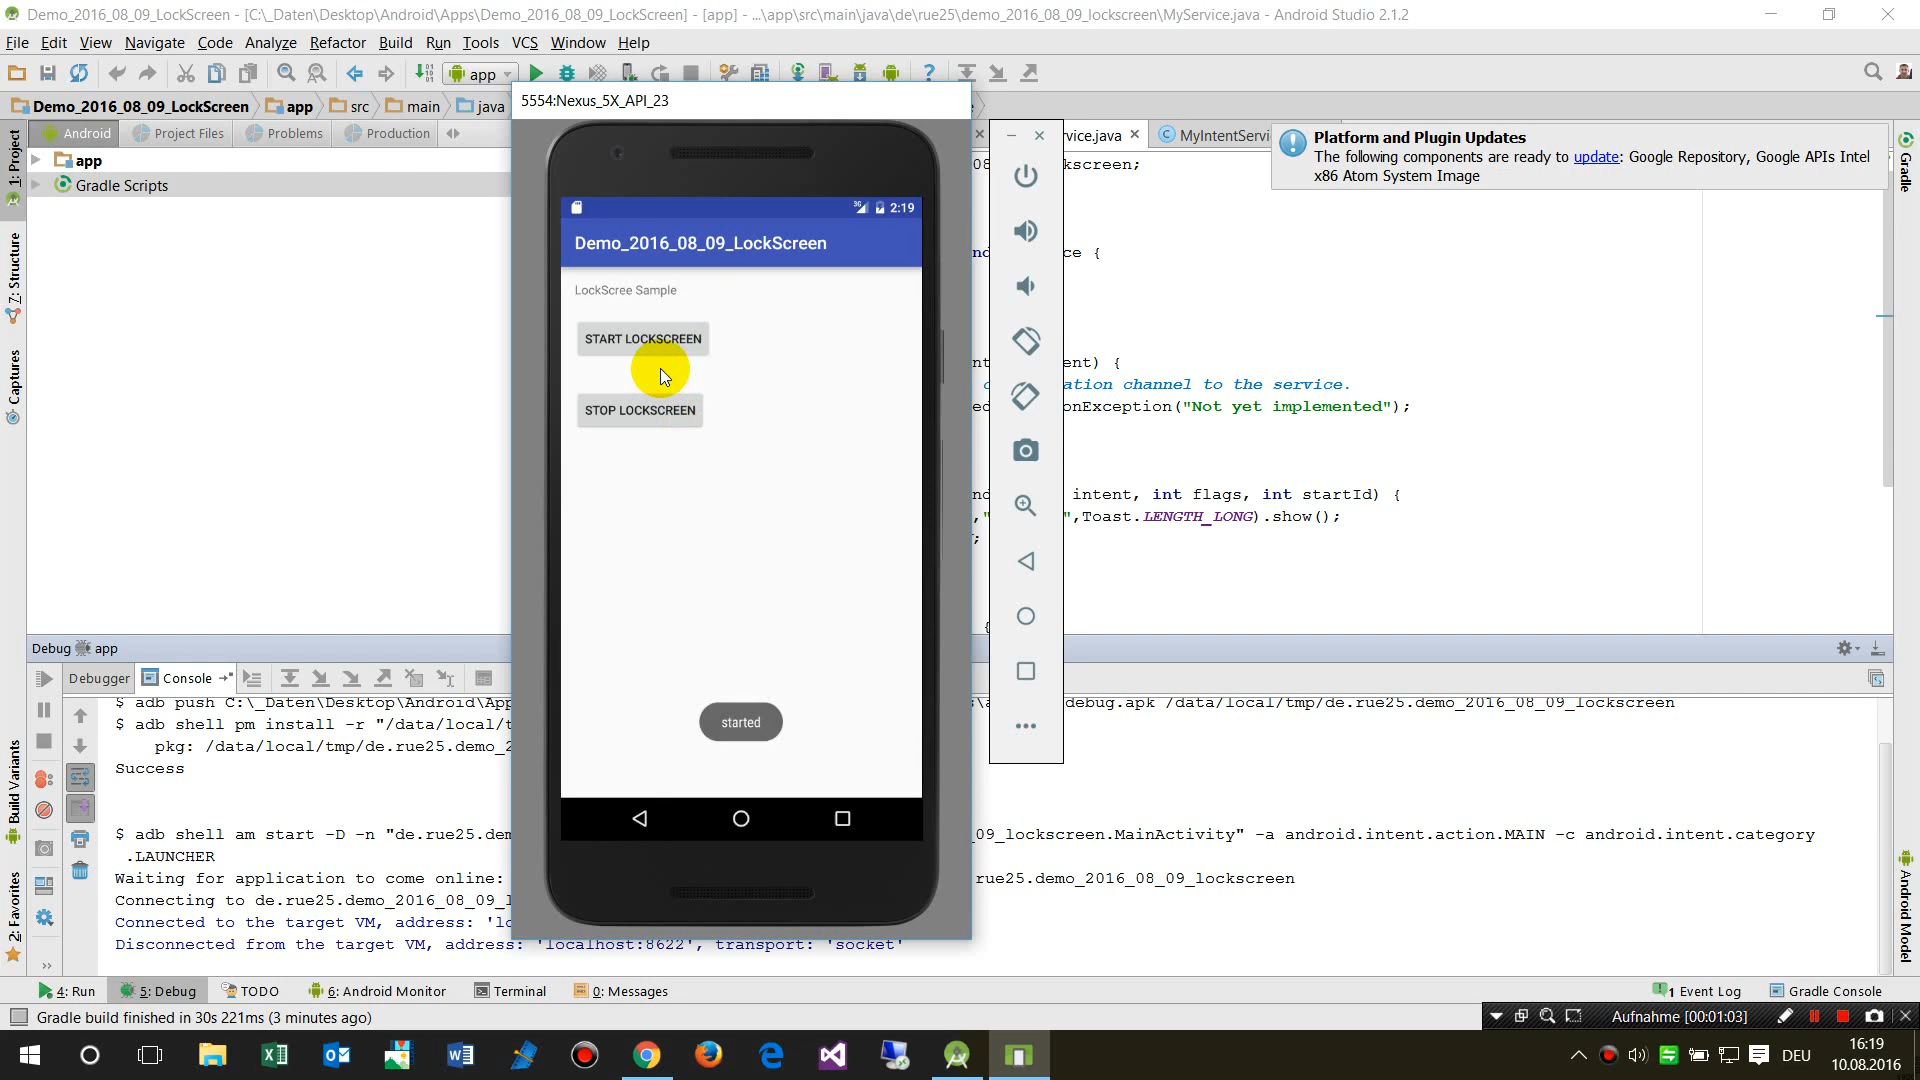 Demo_2016_08_09_LockScreen - [C:\_Daten\Desktop\Android\Apps\Demo_2016_08_09_LockScreen] - [app] - ...\app\src\main\java\de\rue25\demo_2016_08_09_lockscreen\MyService.java - Android Studio 2.1.2
File Edit View Navigate Code Analyze Refactor Build Run Tools VCS Window Help
app
Demo_2016_08_09_LockScreen app src main java
5554:Nexus_5X_API_23
Android Project Files Problems Production
vice.java MyIntentServi
Platform and Plugin Updates
The following components are ready to update: Google Repository, Google APIs Intel
x86 Atom System Image
1: Project
7: Structure
Captures
Build Variants
2: Favorites
Gradle
Android Model
app
Gradle Scripts
08 kscreen;
nd ce {
nt ent) {
c ation channel to the service.
ed onException("Not yet implemented");
nd intent, int flags, int startId) {
," ",Toast.LENGTH_LONG).show();
;
{
3G 2:19
Demo_2016_08_09_LockScreen
LockScree Sample
START LOCKSCREEN
STOP LOCKSCREEN
started
Debug app
Debugger Console
$ adb push C:\_Daten\Desktop\Android\App debug.apk /data/local/tmp/de.rue25.demo_2016_08_09_lockscreen
$ adb shell pm install -r "/data/local/t
pkg: /data/local/tmp/de.rue25.demo_2
Success
$ adb shell am start -D -n "de.rue25.dem _09_lockscreen.MainActivity" -a android.intent.action.MAIN -c android.intent.category
.LAUNCHER
Waiting for application to come online: rue25.demo_2016_08_09_lockscreen
Connecting to de.rue25.demo_2016_08_09_l
Connected to the target VM, address: 'lo
Disconnected from the target VM, address: 'localhost:8622', transport: 'socket'
4: Run 5: Debug TODO 6: Android Monitor Terminal 0: Messages 1 Event Log Gradle Console
Gradle build finished in 30s 221ms (3 minutes ago)
Aufnahme [00:01:03]
DEU
16:19
10.08.2016